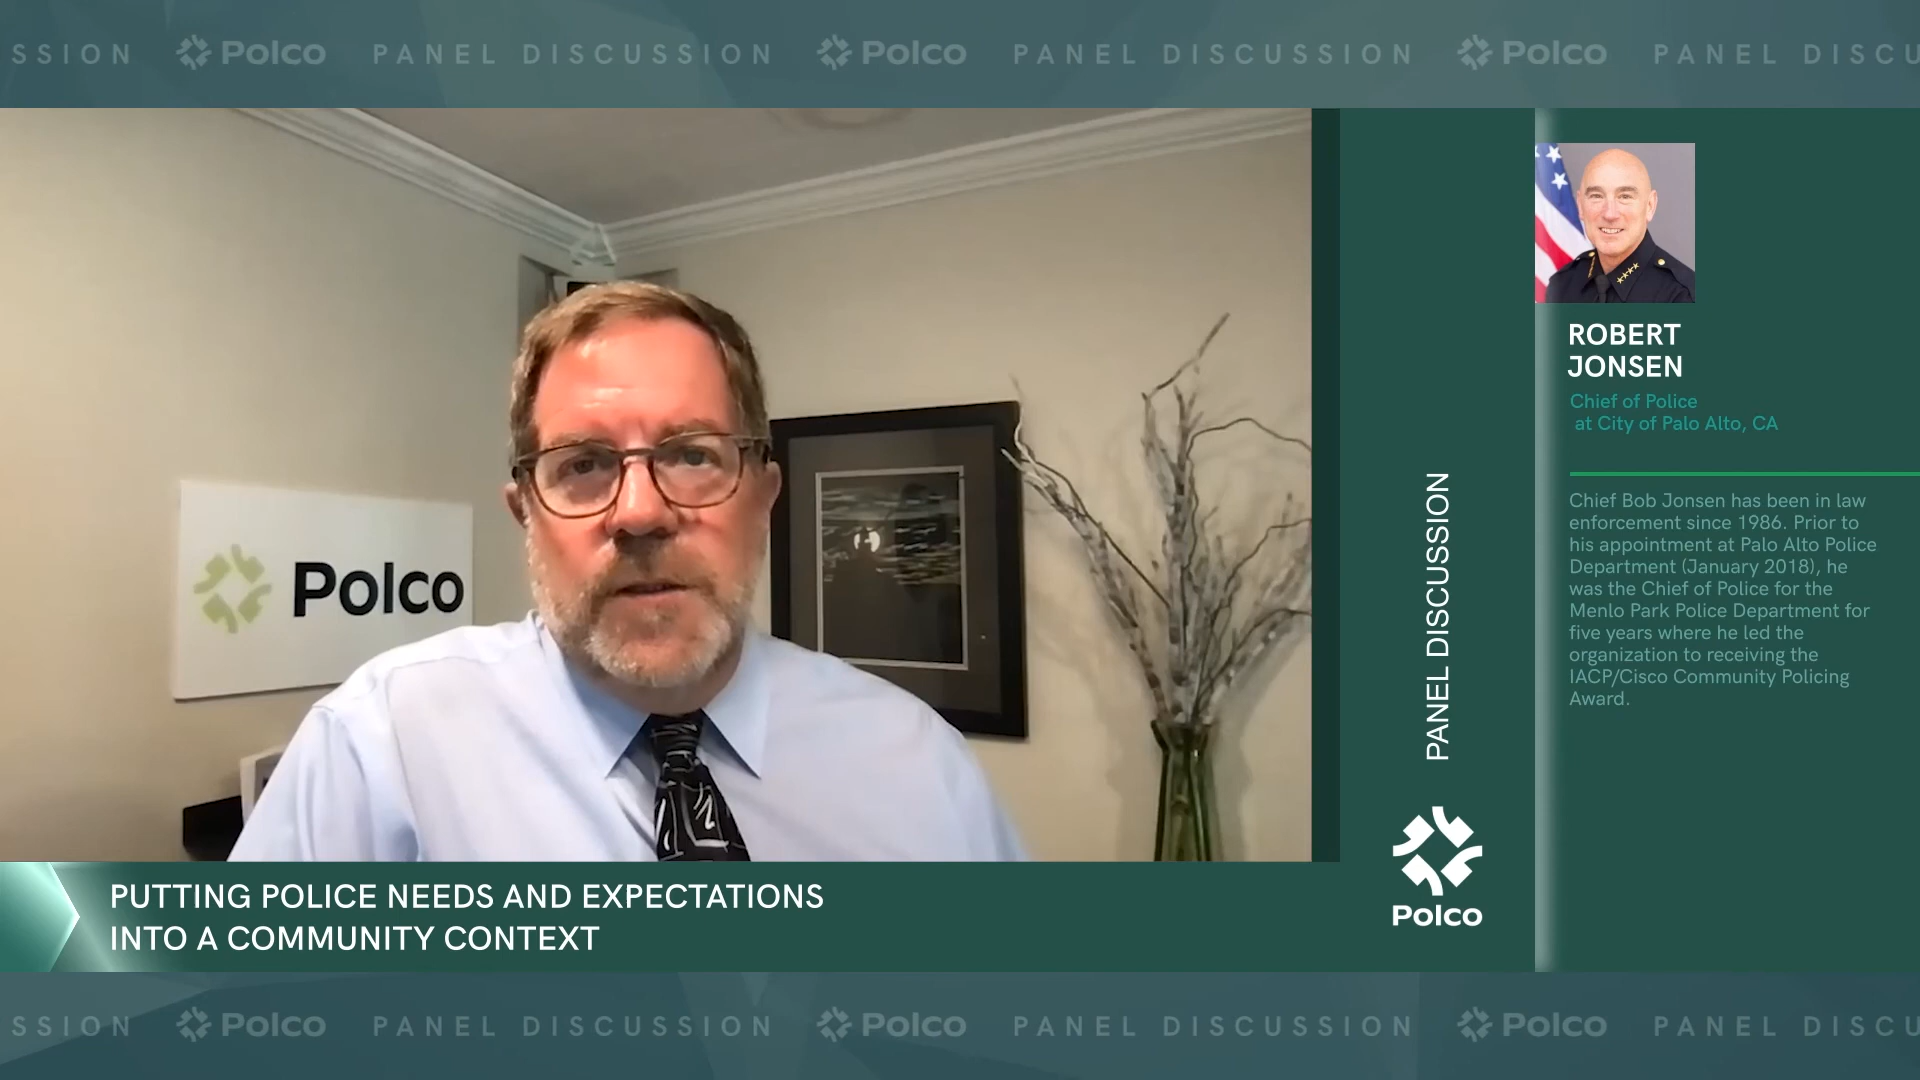 SSION Polco PANEL DISCUSSION Polco PANEL DISCUSSION Polco PANEL DISCU
Polco
PUTTING POLICE NEEDS AND EXPECTATIONS
INTO A COMMUNITY CONTEXT
PANEL DISCUSSION
Polco
ROBERT
JONSEN
Chief of Police
at City of Palo Alto, CA
Chief Bob Jonsen has been in law
enforcement since 1986. Prior to
his appointment at Palo Alto Police
Department (January 2018), he
was the Chief of Police for the
Menlo Park Police Department for
five years where he led the
organization to receiving the
IACP/Cisco Community Policing
Award.
SSION Polco PANEL DISCUSSION Polco PANEL DISCUSSION Polco PANEL DISCU